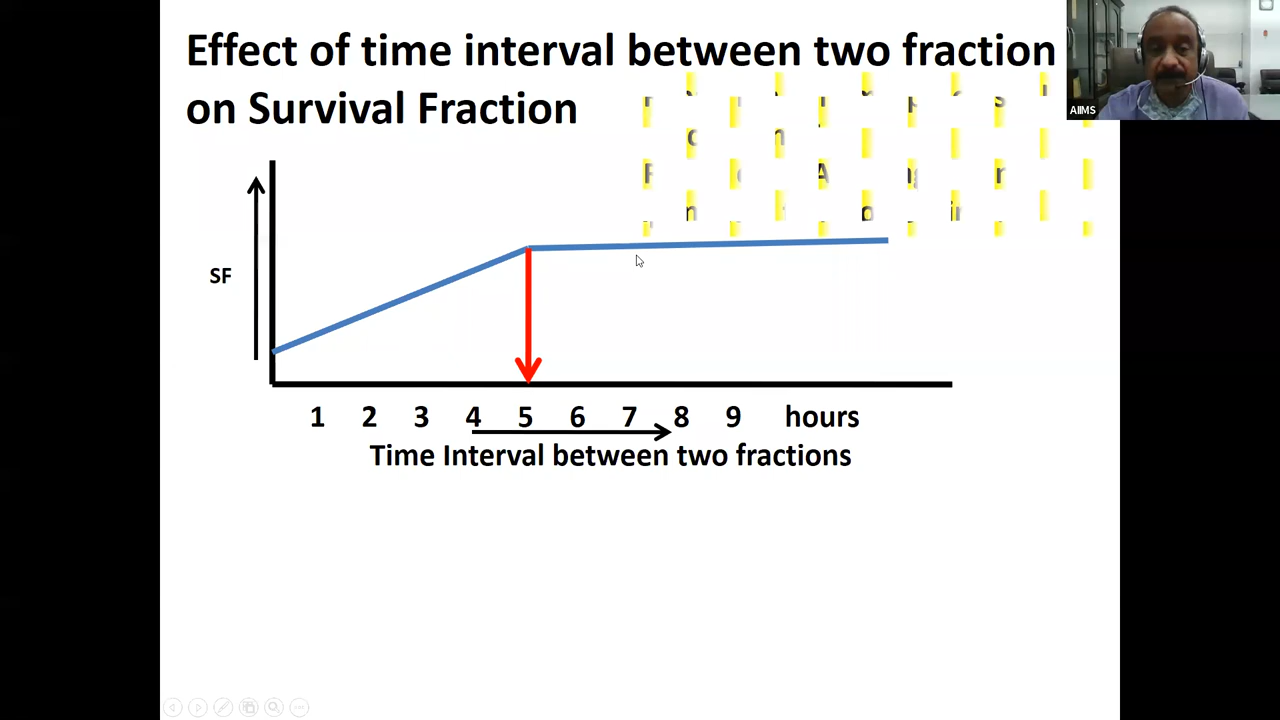 Effect of time interval between two fraction
on Survival Fraction
AIIMS
SF
1 2 3 4 5 6 7 8 9 hours
Time Interval between two fractions